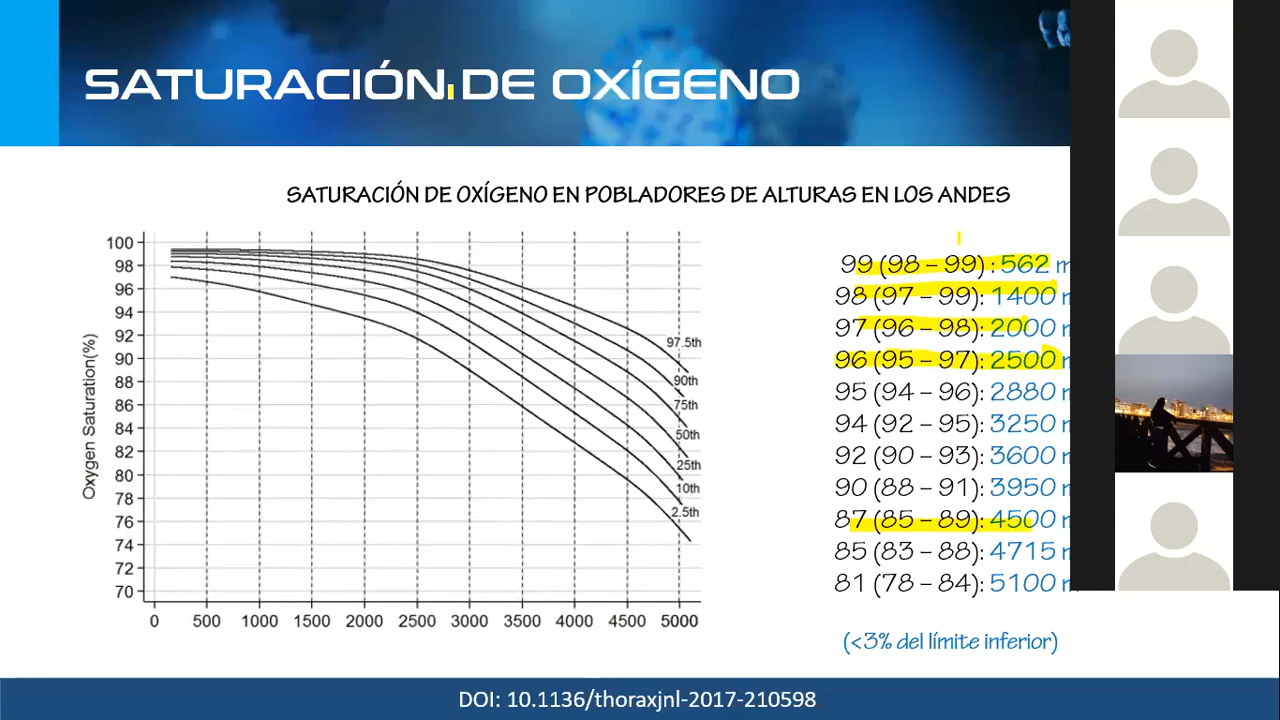 SATURACIÓN DE OXÍGENO
SATURACIÓN DE OXÍGENO EN POBLADORES DE ALTURAS EN LOS ANDES
Oxygen Saturation(%)
100
98
96
94
92
90
88
86
84
82
80
78
76
74
72
70
97.5th
90th
75th
50th
25th
10th
2.5th
0 500 1000 1500 2000 2500 3000 3500 4000 4500 5000
99 (98 – 99) : 562 m
98 (97 – 99): 1400
97 (96 – 98): 2000
96 (95 – 97): 2500
95 (94 – 96): 2880
94 (92 – 95): 3250
92 (90 – 93): 3600
90 (88 – 91): 3950
87 (85 – 89): 4500
85 (83 – 88): 4715
81 (78 – 84): 5100
(<3% del límite inferior)
DOI: 10.1136/thoraxjnl-2017-210598